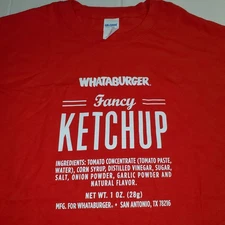 WHATABURGER
Fancy
KETCHUP
INGREDIENTS: TOMATO CONCENTRATE (TOMATO PASTE,
WATER), CORN SYRUP, DISTILLED VINEGAR, SUGAR,
SALT, ONION POWDER, GARLIC POWDER AND
NATURAL FLAVOR.
NET WT. 1 OZ. (28g)
MFG. FOR WHATABURGER. • SAN ANTONIO, TX 78216